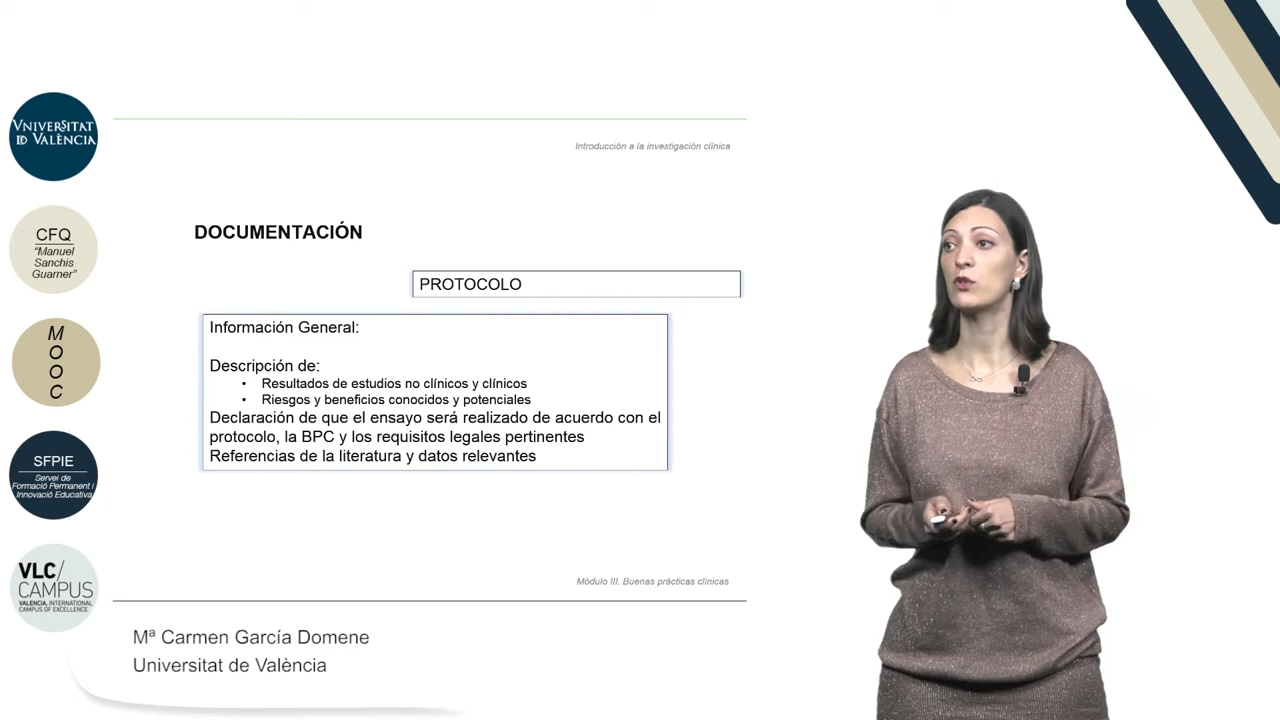 VNIVERSITAT
DE VALÈNCIA
Introducción a la investigación clínica
CFQ
"Manuel
Sanchis
Guarner"
DOCUMENTACIÓN
PROTOCOLO
Información General:
Descripción de:
• Resultados de estudios no clínicos y clínicos
• Riesgos y beneficios conocidos y potenciales
Declaración de que el ensayo será realizado de acuerdo con el
protocolo, la BPC y los requisitos legales pertinentes
Referencias de la literatura y datos relevantes
M
O
O
C
SFPIE
Servei de
Formació Permanent i
Innovació Educativa
VLC/
CAMPUS
VALENCIA, INTERNATIONAL
CAMPUS OF EXCELLENCE
Módulo III. Buenas prácticas clínicas
Mª Carmen García Domene
Universitat de València